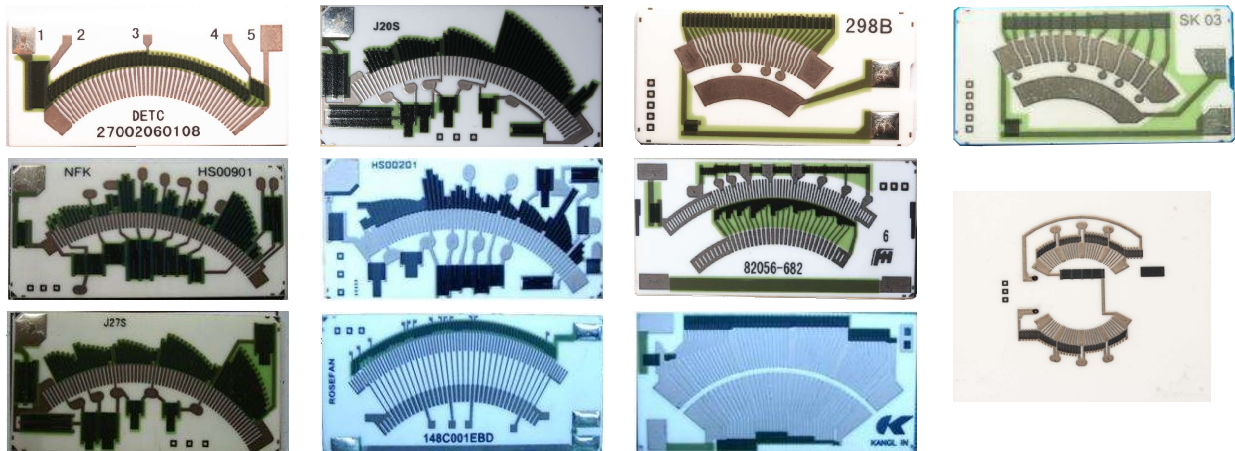 1 2 3 4 5
DETC
27002060108
J20S
298B
SK 03
NFK HS00901
HS00201
6
82056-682
J27S
ROSEFAN
148C001EBD
KANGL IN